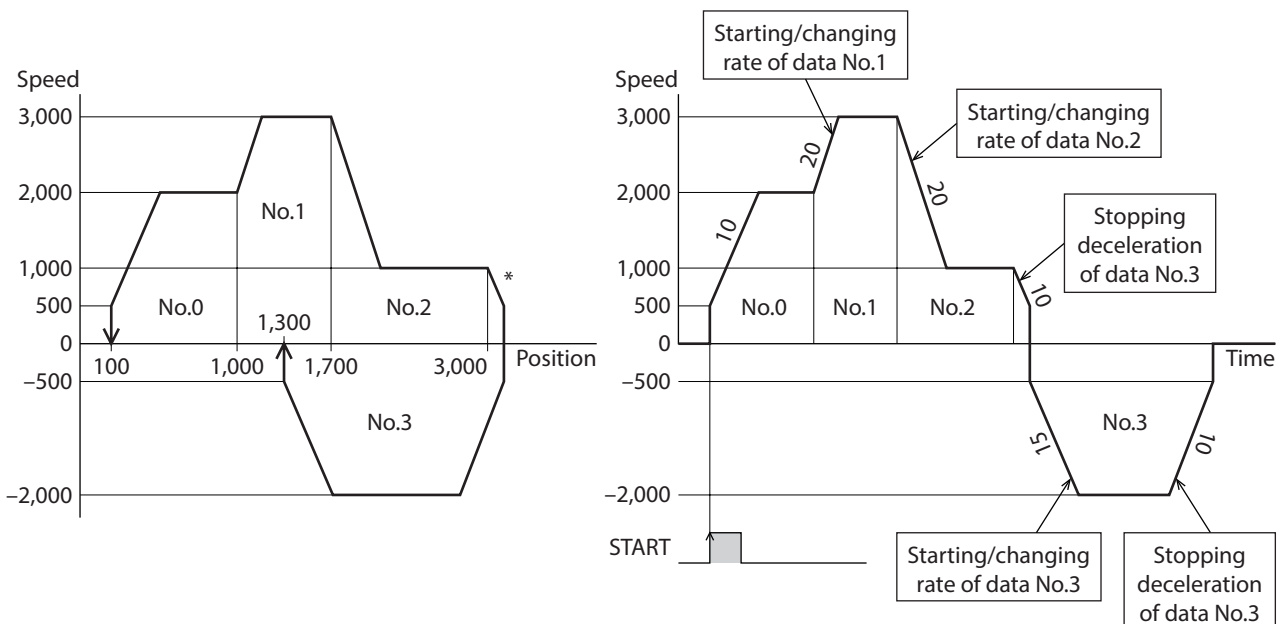 Speed
3,000
2,000
1,000
500
0
−500
−2,000
No.0
No.1
No.2
No.3
*
1,300
100
1,000
1,700
3,000
Position
Speed
3,000
2,000
1,000
500
0
−500
−2,000
Starting/changing
rate of data No.1
Starting/changing
rate of data No.2
Stopping
deceleration
of data No.3
10
20
20
10
No.0
No.1
No.2
Time
15
No.3
10
START
Starting/changing
rate of data No.3
Stopping
deceleration
of data No.3